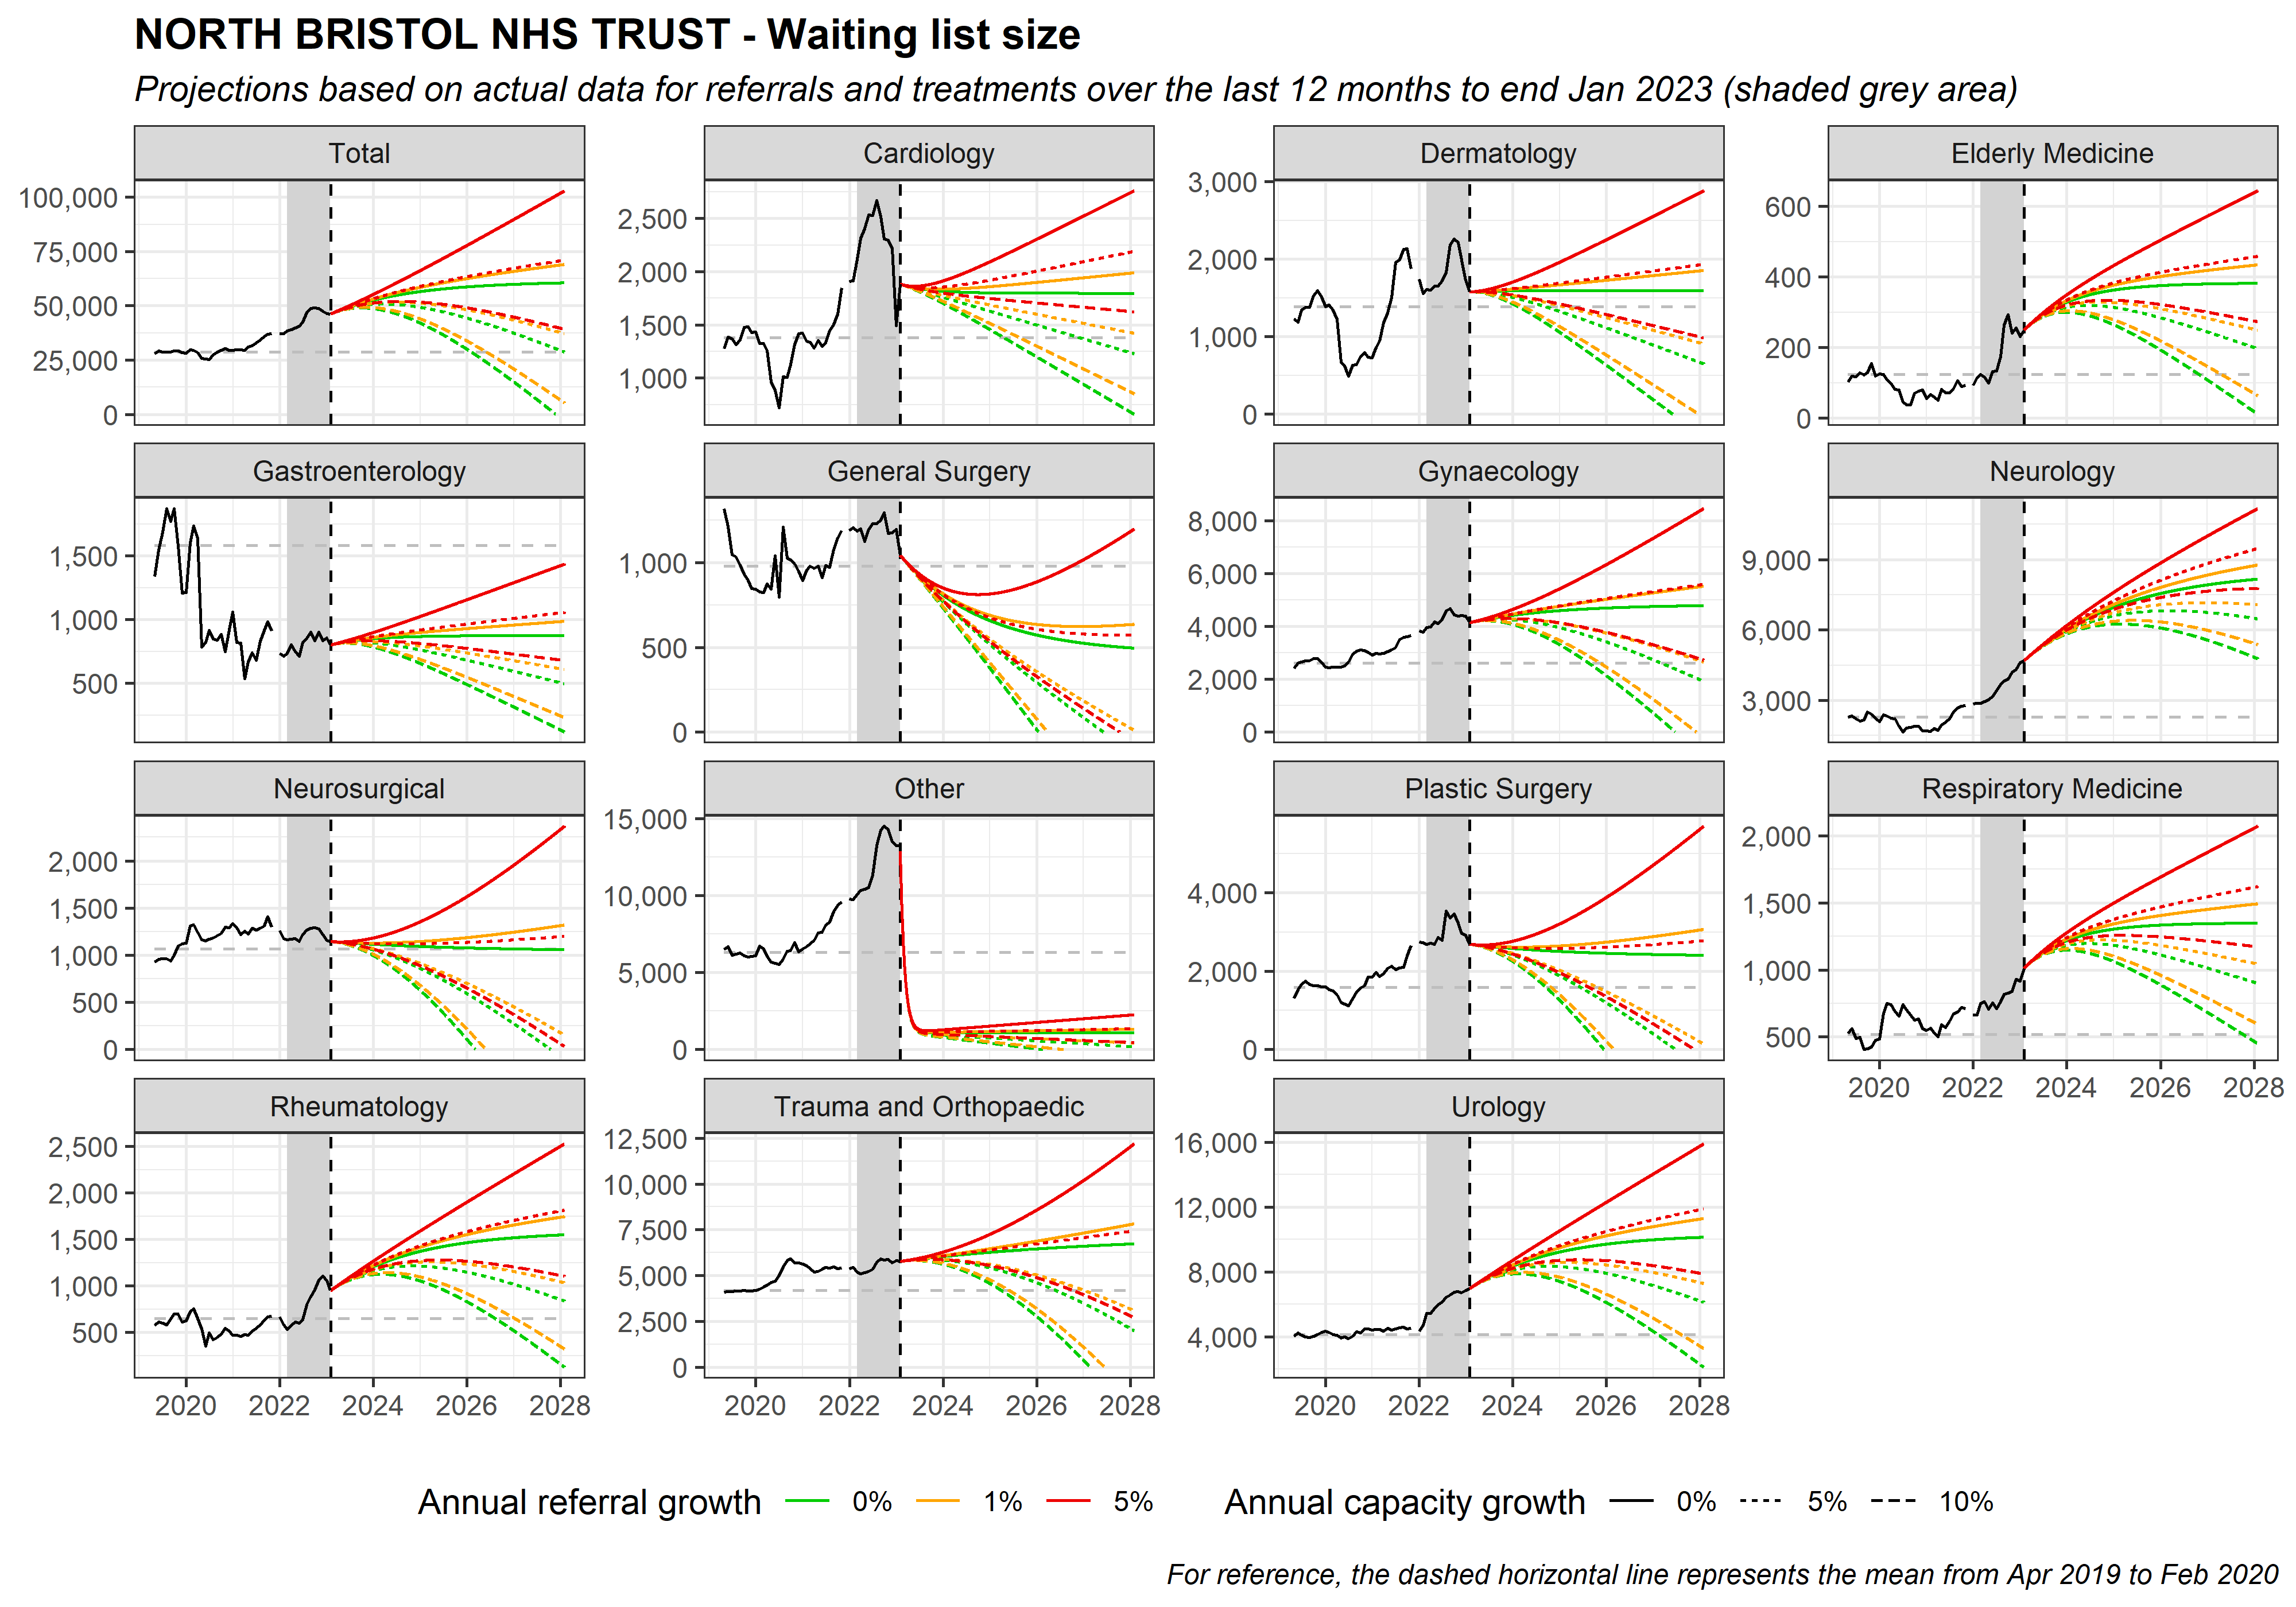 NORTH BRISTOL NHS TRUST - Waiting list size
Projections based on actual data for referrals and treatments over the last 12 months to end Jan 2023 (shaded grey area)
Total
100,000
75,000
50,000
25,000
0
Cardiology
2,500
2,000
1,500
1,000
Dermatology
3,000
2,000
1,000
0
Elderly Medicine
600
400
200
0
Gastroenterology
1,500
1,000
500
General Surgery
1,000
500
0
Gynaecology
8,000
6,000
4,000
2,000
0
Neurology
9,000
6,000
3,000
Neurosurgical
2,000
1,500
1,000
500
0
Other
15,000
10,000
5,000
0
Plastic Surgery
4,000
2,000
0
Respiratory Medicine
2,000
1,500
1,000
500
2020 2022 2024 2026 2028
Rheumatology
2,500
2,000
1,500
1,000
500
2020 2022 2024 2026 2028
Trauma and Orthopaedic
12,500
10,000
7,500
5,000
2,500
0
2020 2022 2024 2026 2028
Urology
16,000
12,000
8,000
4,000
2020 2022 2024 2026 2028
Annual referral growth 0% 1% 5% Annual capacity growth 0% 5% 10%
For reference, the dashed horizontal line represents the mean from Apr 2019 to Feb 2020